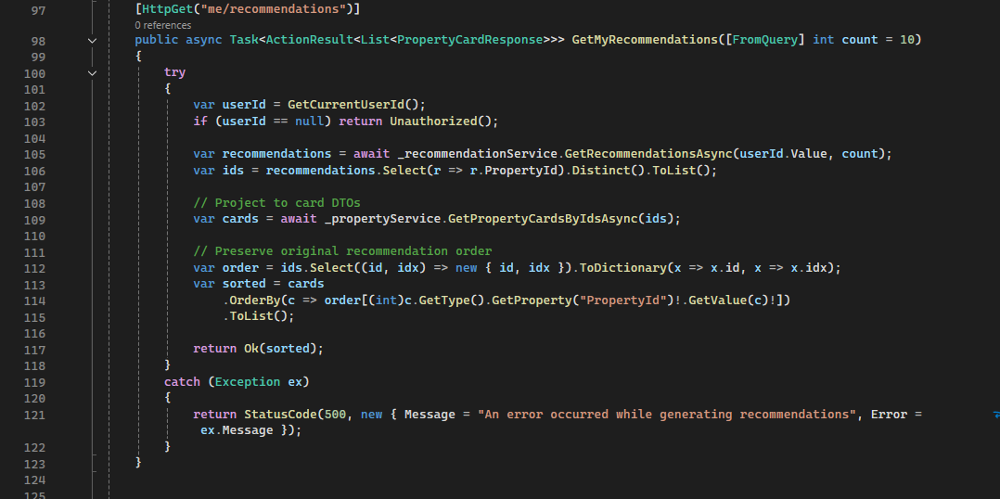 97 [HttpGet("me/recommendations")]
0 references
98 public async Task<ActionResult<List<PropertyCardResponse>>> GetMyRecommendations([FromQuery] int count = 10)
99 {
100 try
101 {
102 var userId = GetCurrentUserId();
103 if (userId == null) return Unauthorized();
104
105 var recommendations = await _recommendationService.GetRecommendationsAsync(userId.Value, count);
106 var ids = recommendations.Select(r => r.PropertyId).Distinct().ToList();
107
108 // Project to card DTOs
109 var cards = await _propertyService.GetPropertyCardsByIdsAsync(ids);
110
111 // Preserve original recommendation order
112 var order = ids.Select((id, idx) => new { id, idx }).ToDictionary(x => x.id, x => x.idx);
113 var sorted = cards
114 .OrderBy(c => order[(int)c.GetType().GetProperty("PropertyId")!.GetValue(c)!])
115 .ToList();
116
117 return Ok(sorted);
118 }
119 catch (Exception ex)
120 {
121 return StatusCode(500, new { Message = "An error occurred while generating recommendations", Error =
ex.Message });
122 }
123 }
124
125